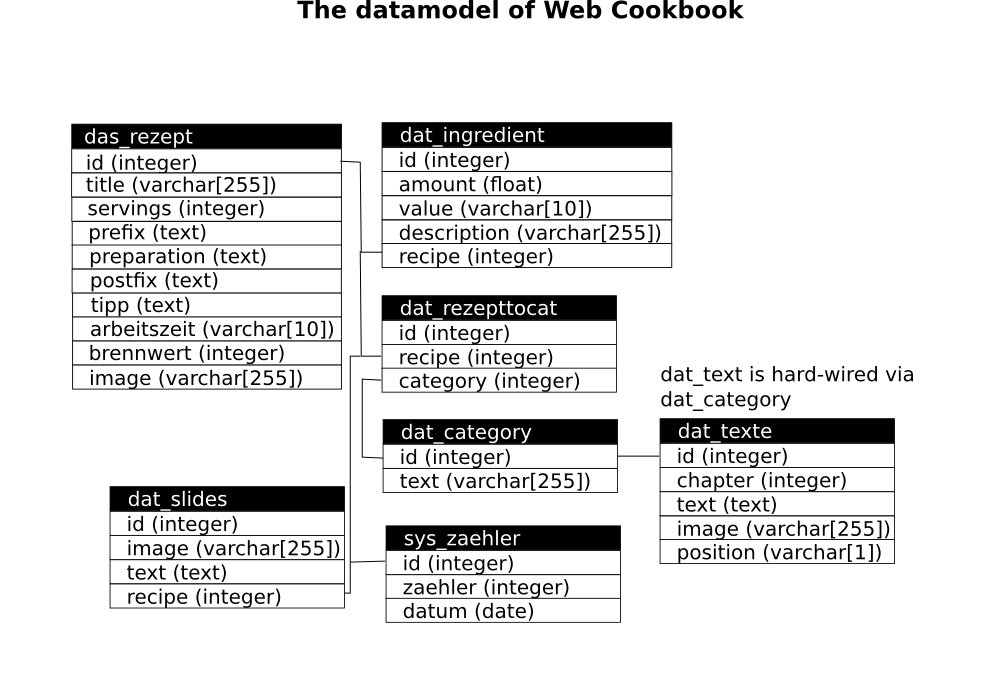 The datamodel of Web Cookbook
das_rezept
id (integer)
title (varchar[255])
servings (integer)
prefix (text)
preparation (text)
postfix (text)
tipp (text)
arbeitszeit (varchar[10])
brennwert (integer)
image (varchar[255])
dat_ingredient
id (integer)
amount (float)
value (varchar[10])
description (varchar[255])
recipe (integer)
dat_rezepttocat
id (integer)
recipe (integer)
category (integer)
dat_category
id (integer)
text (varchar[255])
dat_text is hard-wired via
dat_category
dat_texte
id (integer)
chapter (integer)
text (text)
image (varchar[255])
position (varchar[1])
dat_slides
id (integer)
image (varchar[255])
text (text)
recipe (integer)
sys_zaehler
id (integer)
zaehler (integer)
datum (date)